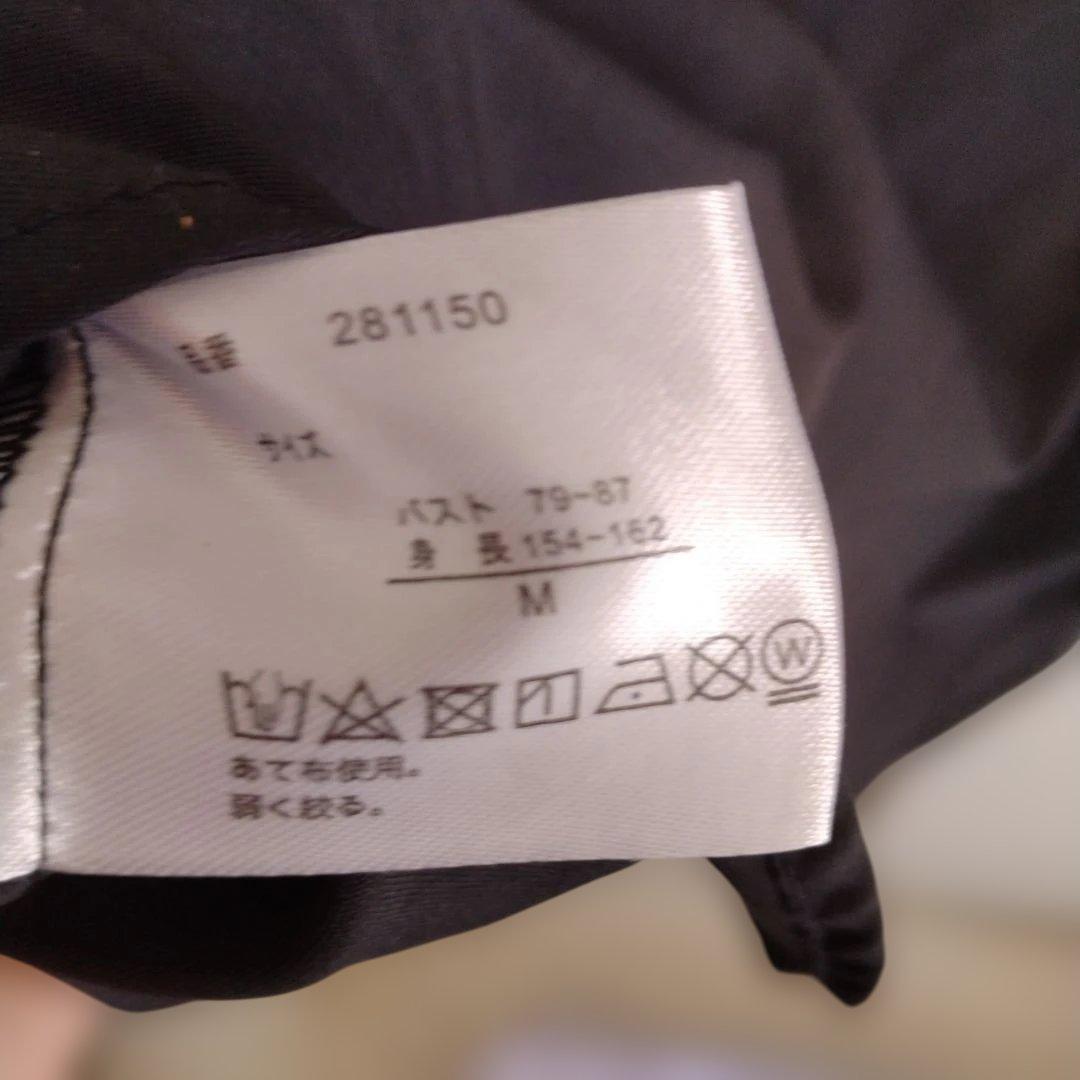 281150
サイズ
バスト 79-87
身長 154-162
M
W
あて布使用。
弱く絞る。